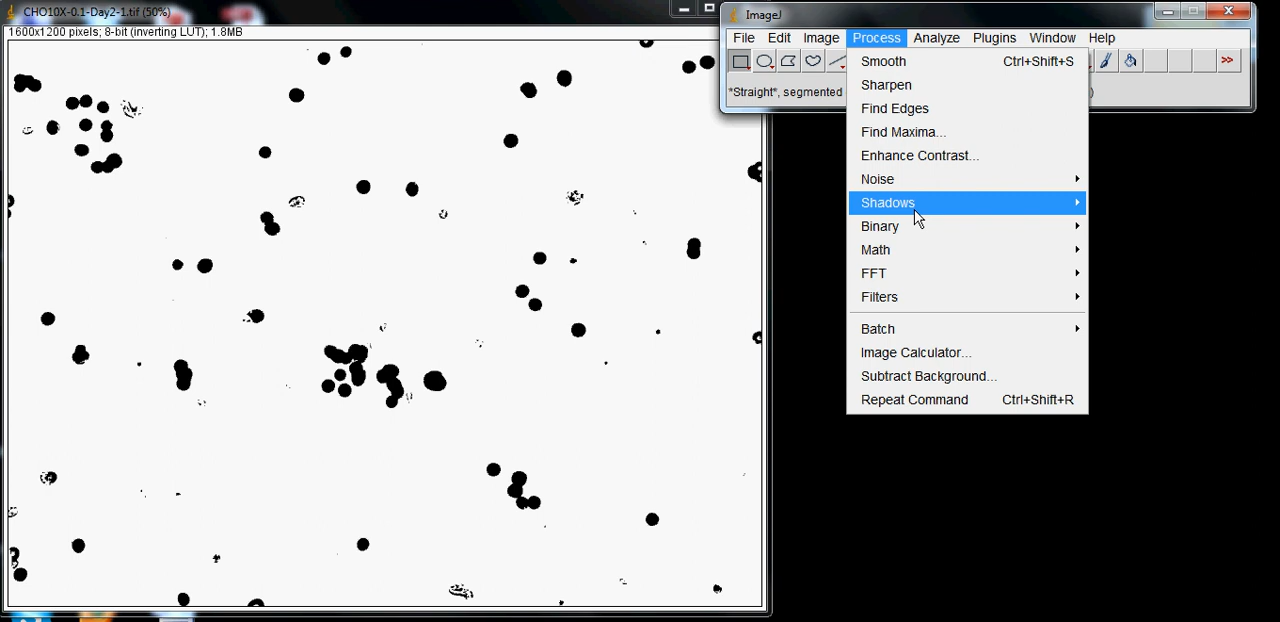 CHO10X-0.1-Day2-1.tif (50%)
1600x1200 pixels; 8-bit (inverting LUT); 1.8MB
ImageJ
File Edit Image Process Analyze Plugins Window Help
>>
*Straight*, segmented
)
Smooth Ctrl+Shift+S
Sharpen
Find Edges
Find Maxima...
Enhance Contrast...
Noise
Shadows
Binary
Math
FFT
Filters
Batch
Image Calculator...
Subtract Background...
Repeat Command Ctrl+Shift+R